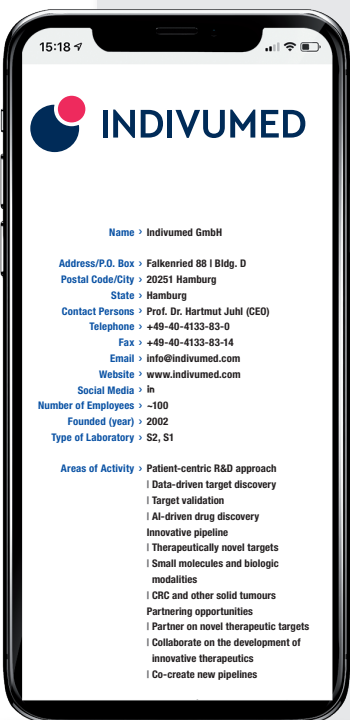 15:18
INDIVUMED
Name › Indivumed GmbH
Address/P.O. Box › Falkenried 88 I Bldg. D
Postal Code/City › 20251 Hamburg
State › Hamburg
Contact Persons › Prof. Dr. Hartmut Juhl (CEO)
Telephone › +49-40-4133-83-0
Fax › +49-40-4133-83-14
Email › info@indivumed.com
Website › www.indivumed.com
Social Media › in
Number of Employees › ~100
Founded (year) › 2002
Type of Laboratory › S2, S1
Areas of Activity › Patient-centric R&D approach
| Data-driven target discovery
| Target validation
| AI-driven drug discovery
Innovative pipeline
| Therapeutically novel targets
| Small molecules and biologic
modalities
| CRC and other solid tumours
Partnering opportunities
| Partner on novel therapeutic targets
| Collaborate on the development of
innovative therapeutics
| Co-create new pipelines